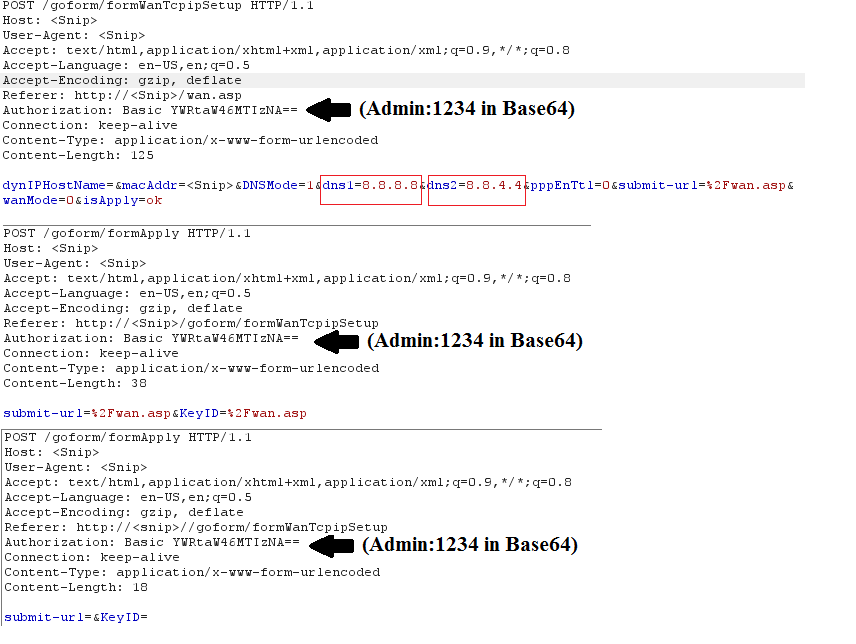 POST /goform/formWanTcpipSetup HTTP/1.1
Host: <Snip>
User-Agent: <Snip>
Accept: text/html,application/xhtml+xml,application/xml;q=0.9,*/*;q=0.8
Accept-Language: en-US,en;q=0.5
Accept-Encoding: gzip, deflate
Referer: http://<Snip>/wan.asp
Authorization: Basic YWRtaW46MTIzNA== (Admin:1234 in Base64)
Connection: keep-alive
Content-Type: application/x-www-form-urlencoded
Content-Length: 125
dynIPHostName=&macAddr=<Snip>&DNSMode=1&dns1=8.8.8.8&dns2=8.8.4.4&pppEnTtl=0&submit-url=%2Fwan.asp&
wanMode=0&isApply=ok
POST /goform/formApply HTTP/1.1
Host: <Snip>
User-Agent: <Snip>
Accept: text/html,application/xhtml+xml,application/xml;q=0.9,*/*;q=0.8
Accept-Language: en-US,en;q=0.5
Accept-Encoding: gzip, deflate
Referer: http://<Snip>/goform/formWanTcpipSetup
Authorization: Basic YWRtaW46MTIzNA== (Admin:1234 in Base64)
Connection: keep-alive
Content-Type: application/x-www-form-urlencoded
Content-Length: 38
submit-url=%2Fwan.asp&KeyID=%2Fwan.asp
POST /goform/formApply HTTP/1.1
Host: <Snip>
User-Agent: <Snip>
Accept: text/html,application/xhtml+xml,application/xml;q=0.9,*/*;q=0.8
Accept-Language: en-US,en;q=0.5
Accept-Encoding: gzip, deflate
Referer: http://<snip>//goform/formWanTcpipSetup
Authorization: Basic YWRtaW46MTIzNA== (Admin:1234 in Base64)
Connection: keep-alive
Content-Type: application/x-www-form-urlencoded
Content-Length: 18
submit-url=&KeyID=